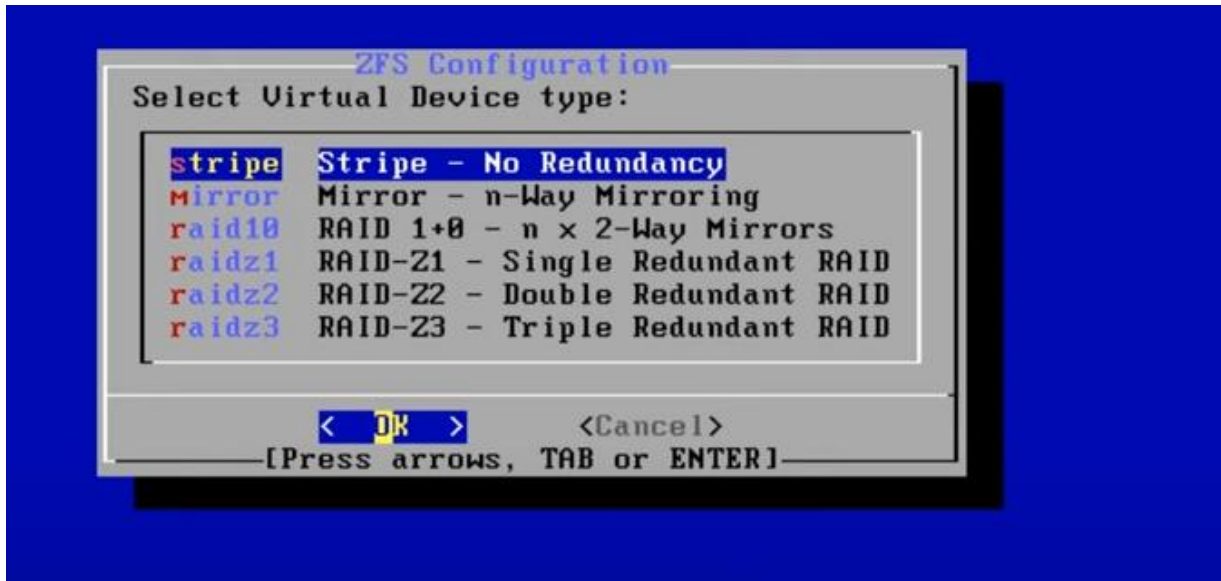 ZFS Configuration
Select Virtual Device type:
stripe Stripe - No Redundancy
mirror Mirror - n-Way Mirroring
raid10 RAID 1+0 - n x 2-Way Mirrors
raidz1 RAID-Z1 - Single Redundant RAID
raidz2 RAID-Z2 - Double Redundant RAID
raidz3 RAID-Z3 - Triple Redundant RAID
< OK > <Cancel>
[Press arrows, TAB or ENTER]